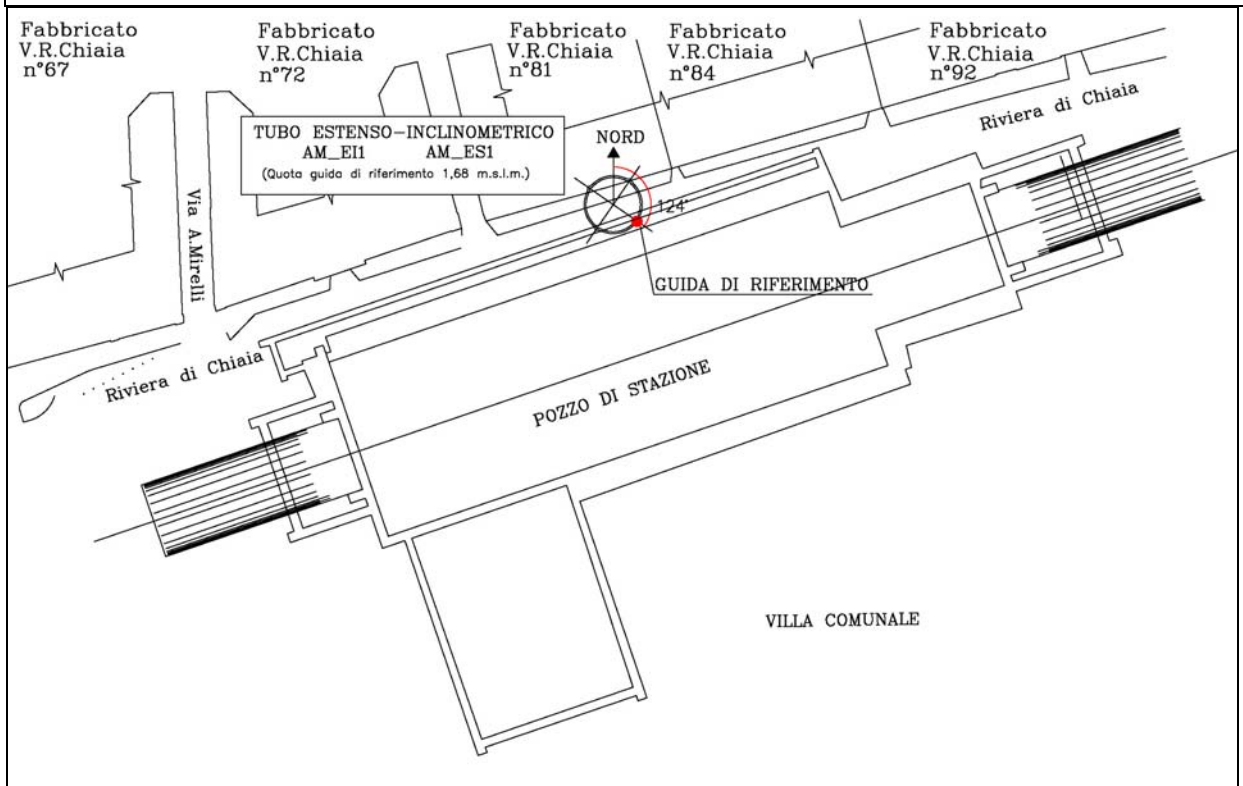 Fabbricato
V.R.Chiaia
n°67
Fabbricato
V.R.Chiaia
n°72
Fabbricato
V.R.Chiaia
n°81
Fabbricato
V.R.Chiaia
n°84
Fabbricato
V.R.Chiaia
n°92
TUBO ESTENSO-INCLINOMETRICO
AM_EI1 AM_ES1
(Quota guida di riferimento 1,68 m.s.l.m.)
NORD
124°
Riviera di Chiaia
Via A.Mirelli
GUIDA DI RIFERIMENTO
Riviera di Chiaia
POZZO DI STAZIONE
VILLA COMUNALE